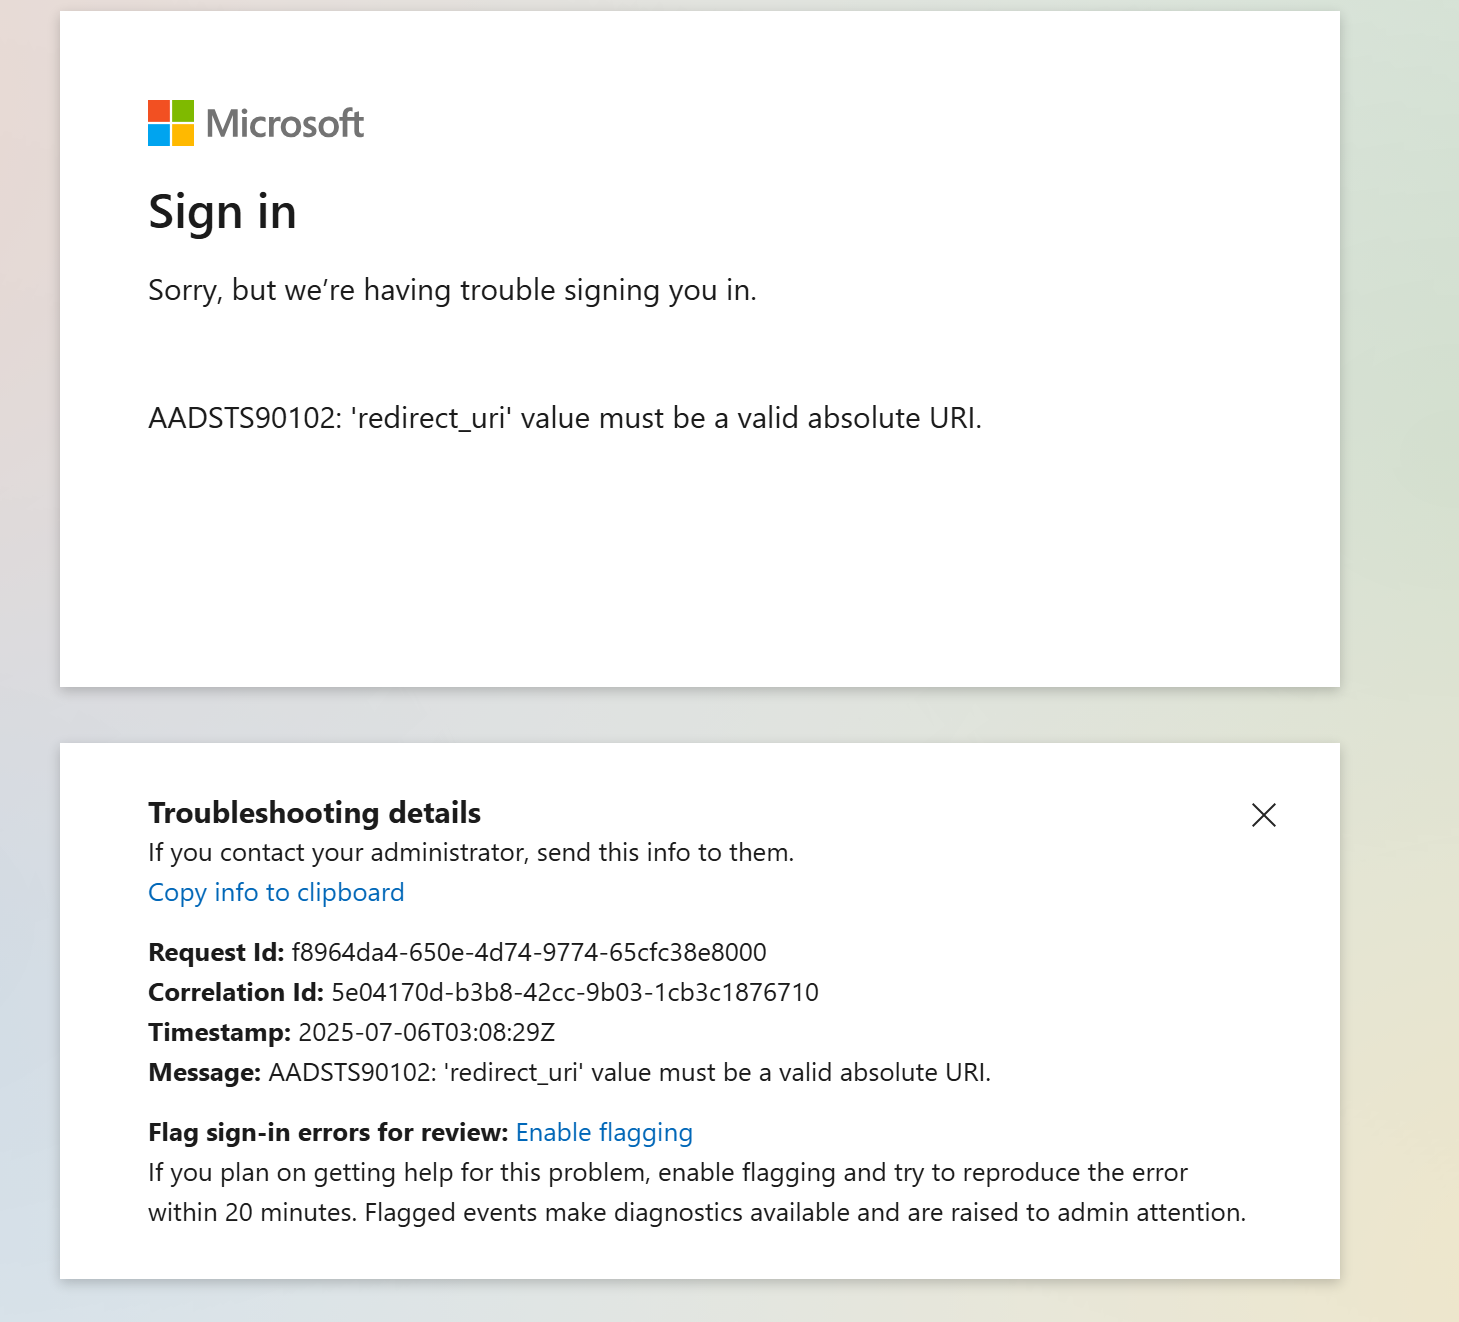 Microsoft
Sign in
Sorry, but we’re having trouble signing you in.
AADSTS90102: 'redirect_uri' value must be a valid absolute URI.
Troubleshooting details
If you contact your administrator, send this info to them.
Copy info to clipboard
Request Id: f8964da4-650e-4d74-9774-65cfc38e8000
Correlation Id: 5e04170d-b3b8-42cc-9b03-1cb3c1876710
Timestamp: 2025-07-06T03:08:29Z
Message: AADSTS90102: 'redirect_uri' value must be a valid absolute URI.
Flag sign-in errors for review: Enable flagging
If you plan on getting help for this problem, enable flagging and try to reproduce the error
within 20 minutes. Flagged events make diagnostics available and are raised to admin attention.